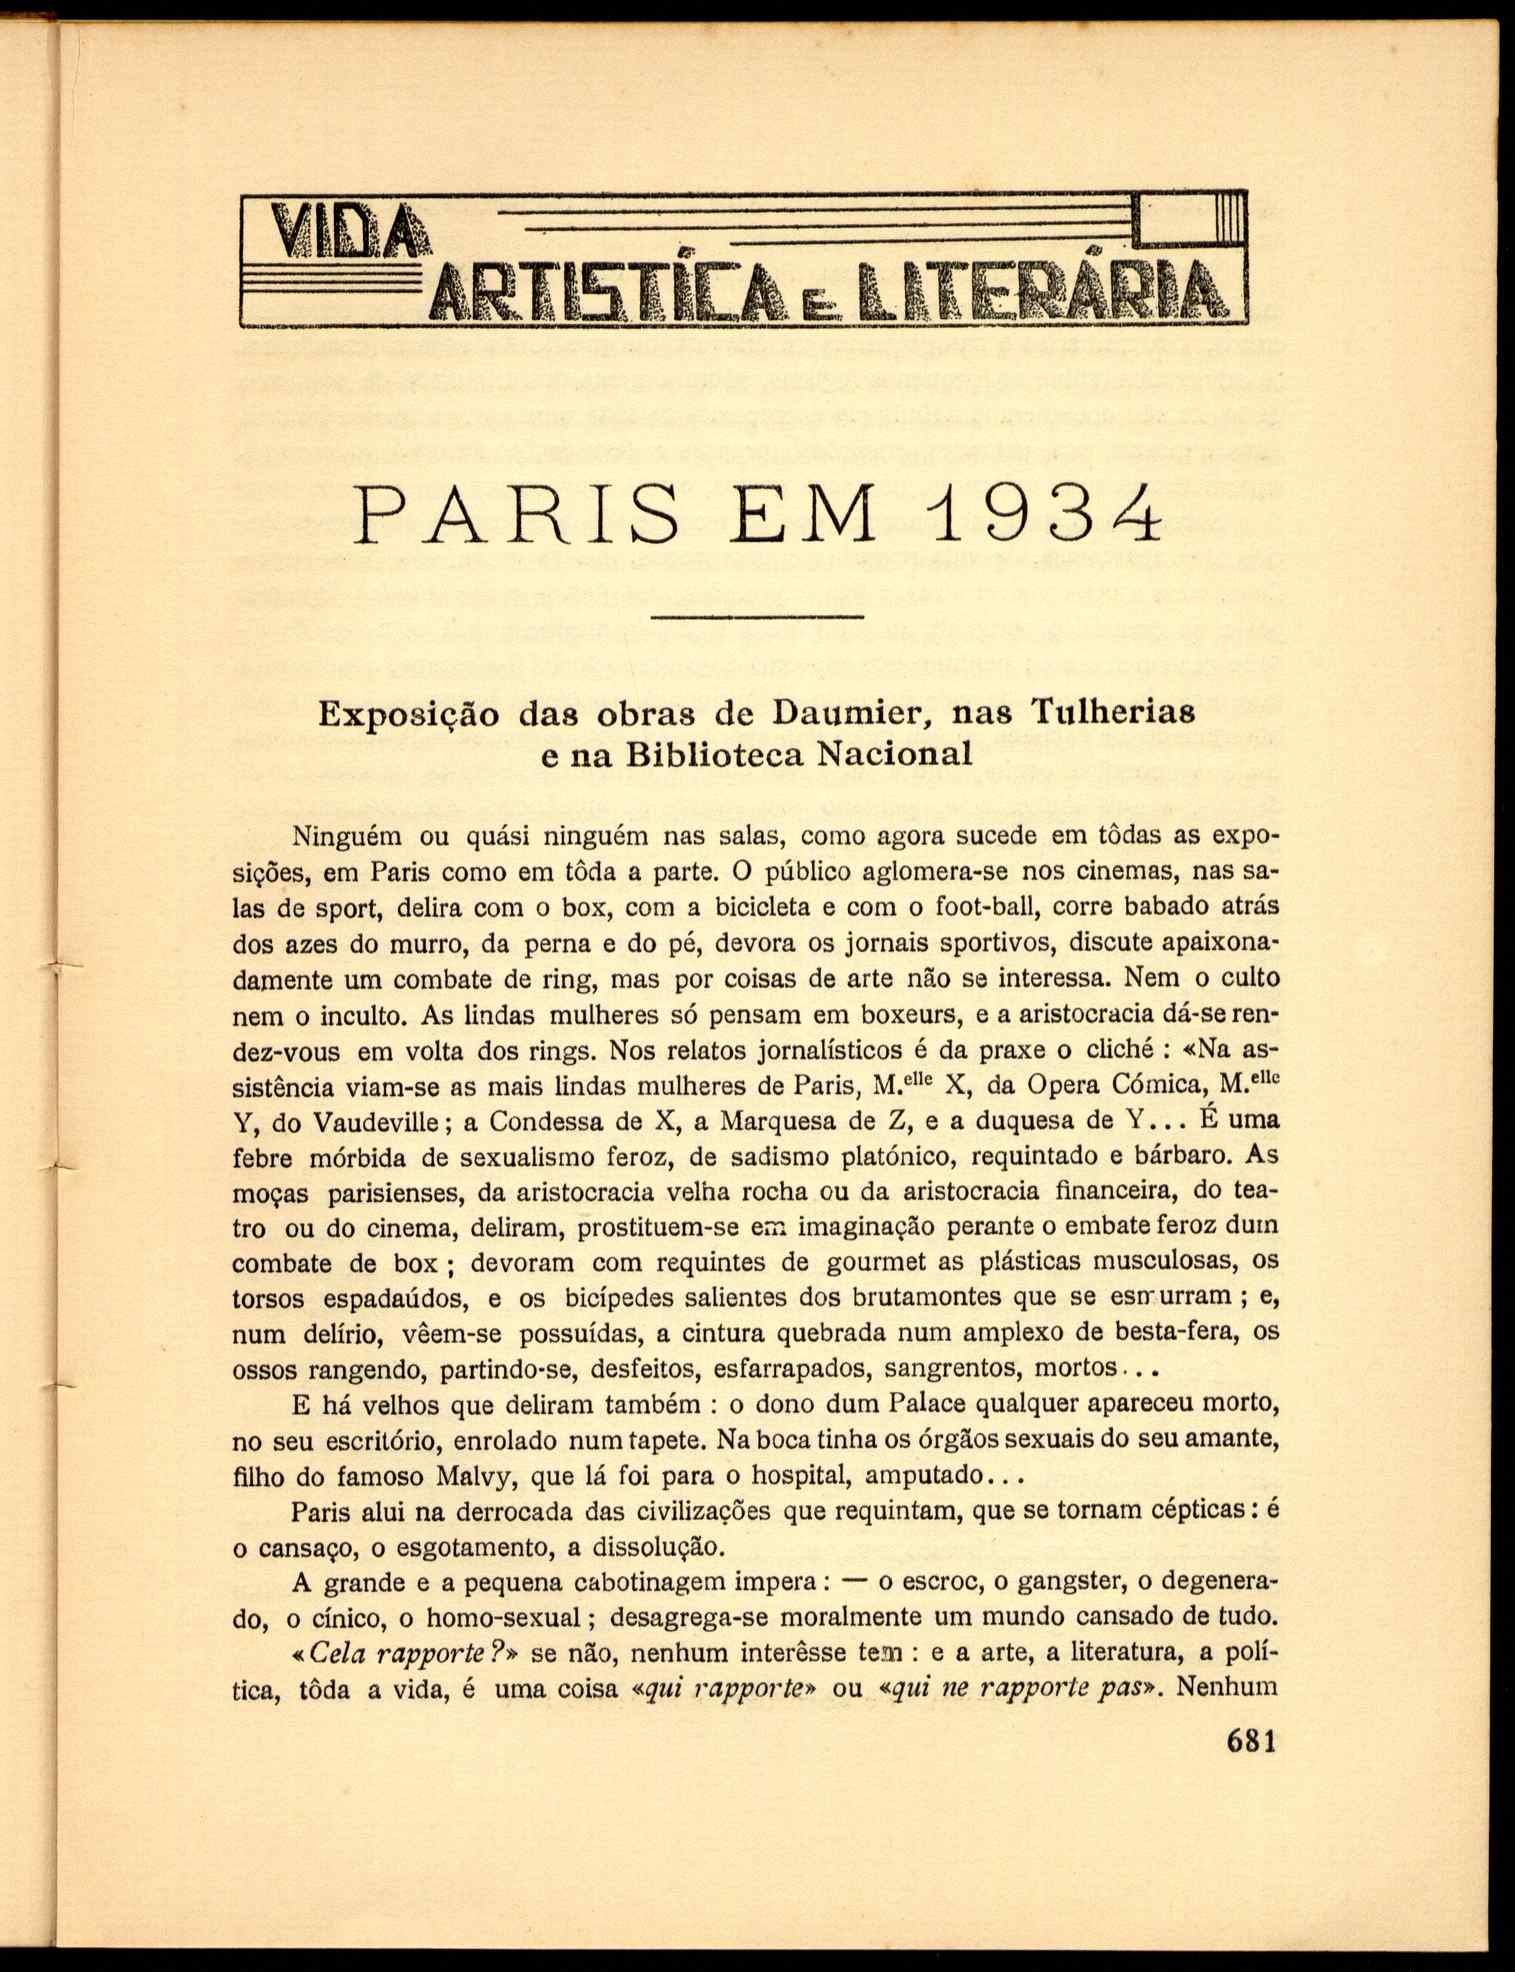 VIDA
ARTISTÍCA E LITERÁRIA
PARIS EM 1934
Exposição das obras de Daumier, nas Tulherias
e na Biblioteca Nacional
Ninguém ou quási ninguém nas salas, como agora sucede em tôdas as expo-
sições, em Paris como em tôda a parte. O público aglomera-se nos cinemas, nas sa-
las de sport, delira com o box, com a bicicleta e com o foot-ball, corre babado atrás
dos azes do murro, da perna e do pé, devora os jornais sportivos, discute apaixona-
damente um combate de ring, mas por coisas de arte não se interessa. Nem o culto
nem o inculto. As lindas mulheres só pensam em boxeurs, e a aristocracia dá-se ren-
dez-vous em volta dos rings. Nos relatos jornalísticos é da praxe o cliché : «Na as-
sistência viam-se as mais lindas mulheres de Paris, M.elle X, da Opera Cómica, M.elle
Y, do Vaudeville ; a Condessa de X, a Marquesa de Z, e a duquesa de Y... É uma
febre mórbida de sexualismo feroz, de sadismo platónico, requintado e bárbaro. As
moças parisienses, da aristocracia velha rocha ou da aristocracia financeira, do tea-
tro ou do cinema, deliram, prostituem-se em imaginação perante o embate feroz dum
combate de box ; devoram com requintes de gourmet as plásticas musculosas, os
torsos espadaúdos, e os bicípedes salientes dos brutamontes que se esmurram ; e,
num delírio, vêem-se possuídas, a cintura quebrada num amplexo de besta-fera, os
ossos rangendo, partindo-se, desfeitos, esfarrapados, sangrentos, mortos...
E há velhos que deliram também : o dono dum Palace qualquer apareceu morto,
no seu escritório, enrolado num tapete. Na boca tinha os órgãos sexuais do seu amante,
filho do famoso Malvy, que lá foi para o hospital, amputado...
Paris alui na derrocada das civilizações que requintam, que se tornam cépticas : é
o cansaço, o esgotamento, a dissolução.
A grande e a pequena cabotinagem impera : — o escroc, o gangster, o degenera-
do, o cínico, o homo-sexual ; desagrega-se moralmente um mundo cansado de tudo.
«Cela rapporte ?» se não, nenhum interêsse tem : e a arte, a literatura, a polí-
tica, tôda a vida, é uma coisa «qui rapporte» ou «qui ne rapporte pas». Nenhum
681